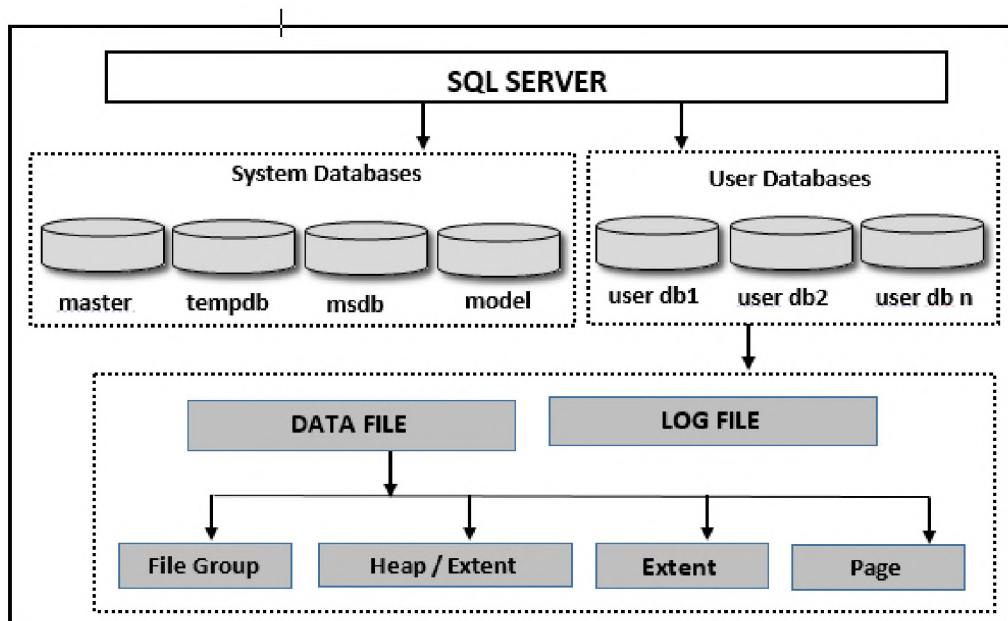 SQL SERVER
System Databases
User Databases
master
tempdb
msdb
model
user db1
user db2
user db n
DATA FILE
LOG FILE
File Group
Heap / Extent
Extent
Page